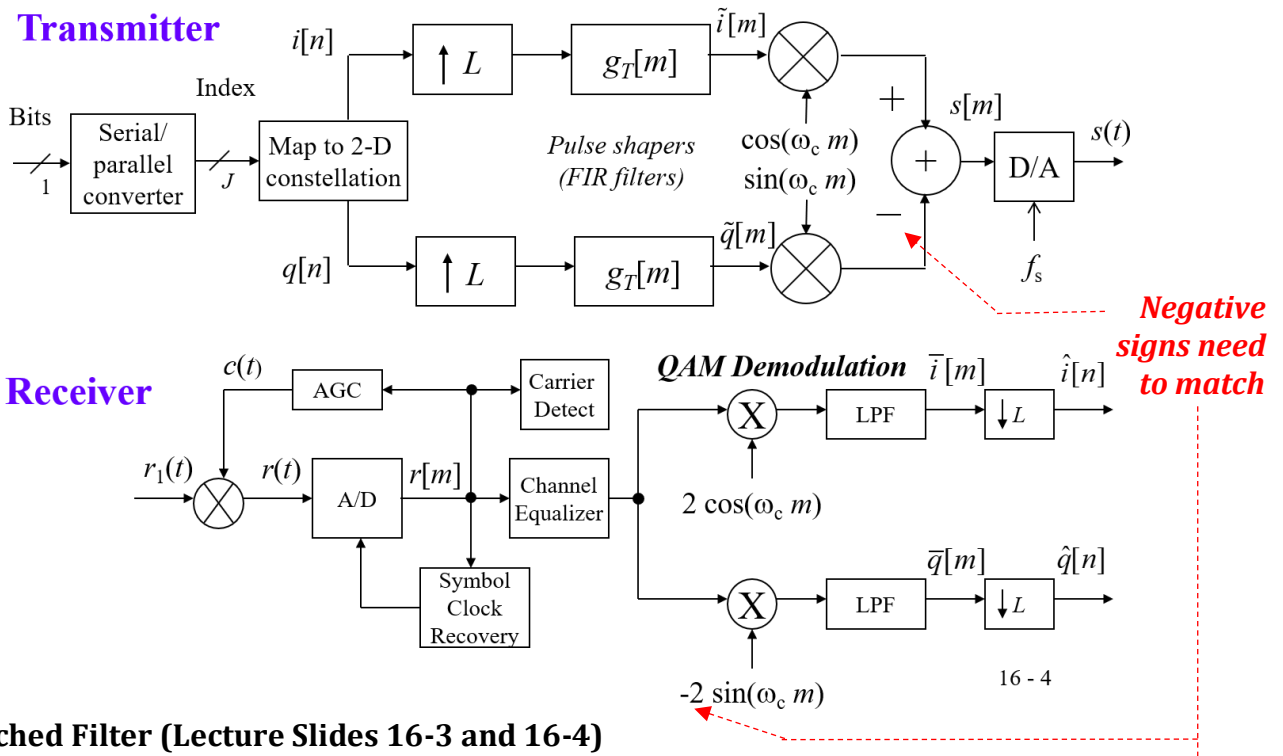 Transmitter
i[n]
↑ L
g_T[m]
ĩ[m]
Bits
1
Serial/
parallel
converter
Index
J
Map to 2-D
constellation
Pulse shapers
(FIR filters)
cos(ω_c m)
sin(ω_c m)
+
+
−
s[m]
D/A
s(t)
f_s
q[n]
↑ L
g_T[m]
q̃[m]
Negative
signs need
to match
Receiver
c(t)
AGC
Carrier
Detect
r_1(t)
r(t)
A/D
r[m]
Channel
Equalizer
Symbol
Clock
Recovery
QAM Demodulation
X
2 cos(ω_c m)
LPF
i̅[m]
↓ L
î[n]
X
-2 sin(ω_c m)
LPF
q̅[m]
↓ L
q̂[n]
16 - 4
ched Filter (Lecture Slides 16-3 and 16-4)